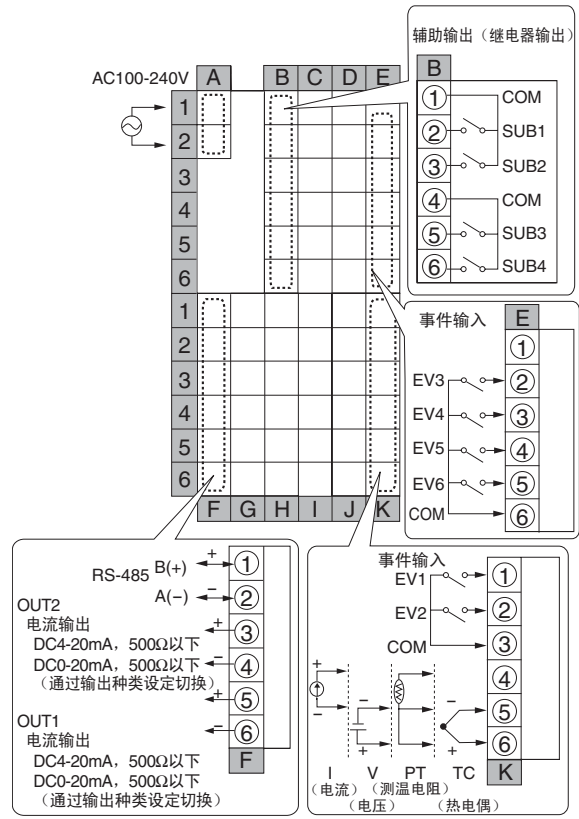 AC100-240V A B C D E
1
2
3
4
5
6
1
2
3
4
5
6
F G H I J K
辅助输出（继电器输出）
B
① COM
② SUB1
③ SUB2
④ COM
⑤ SUB3
⑥ SUB4
事件输入 E
①
EV3 ②
EV4 ③
EV5 ④
EV6 ⑤
COM ⑥
RS-485 B(+) + ①
A(−) − ②
OUT2 + ③
电流输出
DC4-20mA，500Ω以下
DC0-20mA，500Ω以下 − ④
（通过输出种类设定切换） + ⑤
OUT1 − ⑥
电流输出 F
DC4-20mA，500Ω以下
DC0-20mA，500Ω以下
（通过输出种类设定切换）
事件输入
EV1 ①
EV2 ②
COM ③
④
+ − − ⑤
− + + ⑥
I V PT TC K
（电流） （测温电阻）
（电压） （热电偶）